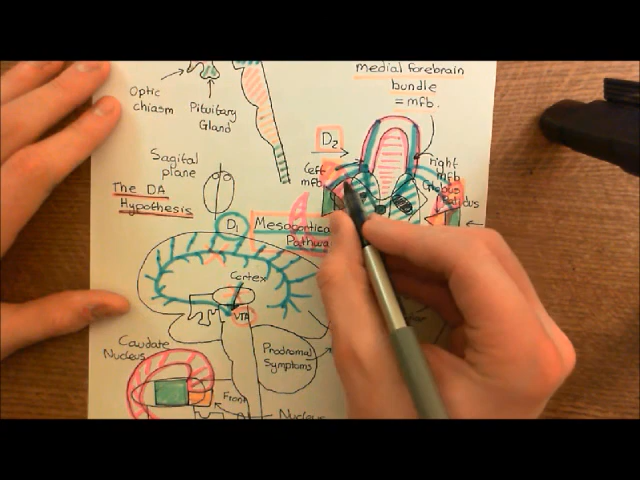 medial forebrain
bundle
= mfb.
Optic
chiasm
Pituitary
Gland
D2
Sagital
plane
left
mfb
right
mfb
Globus
The DA
Hypothesis
D1
Mesocortical
Pathway
Cortex
VTA
Caudate
Nucleus
Prodromal
Symptoms
Front
Nucleus